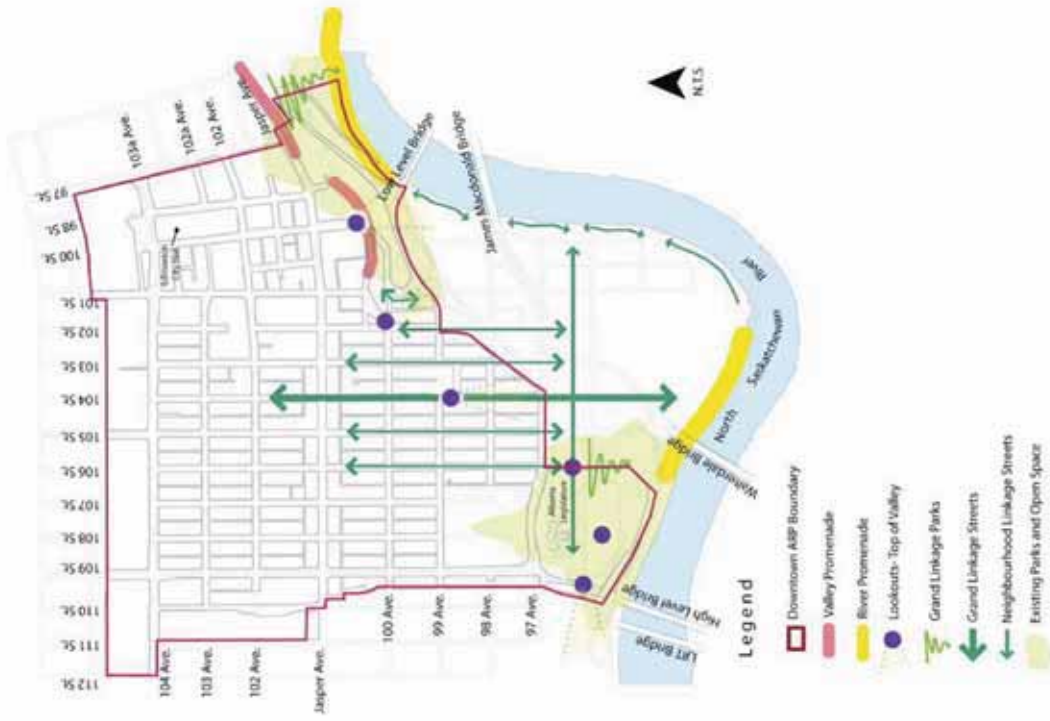 97 St.
98 St.
100 St.
101 St.
102 St.
103 St.
104 St.
105 St.
106 St.
107 St.
108 St.
109 St.
110 St.
111 St.
112 St.
103a Ave.
102a Ave.
102 Ave.
Jasper Ave.
Edmonton
City Hall
104 Ave.
103 Ave.
102 Ave.
Jasper Ave.
100 Ave.
99 Ave.
98 Ave.
97 Ave.
Low Level Bridge
James Macdonald Bridge
Walterdale Bridge
High Level Bridge
LRT Bridge
Alberta
Legislature
North
Saskatchewan
River
N.T.S
Legend
Downtown ARP Boundary
Valley Promenade
River Promenade
Lookouts- Top of Valley
Grand Linkage Parks
Grand Linkage Streets
Neighbourhood Linkage Streets
Existing Parks and Open Space